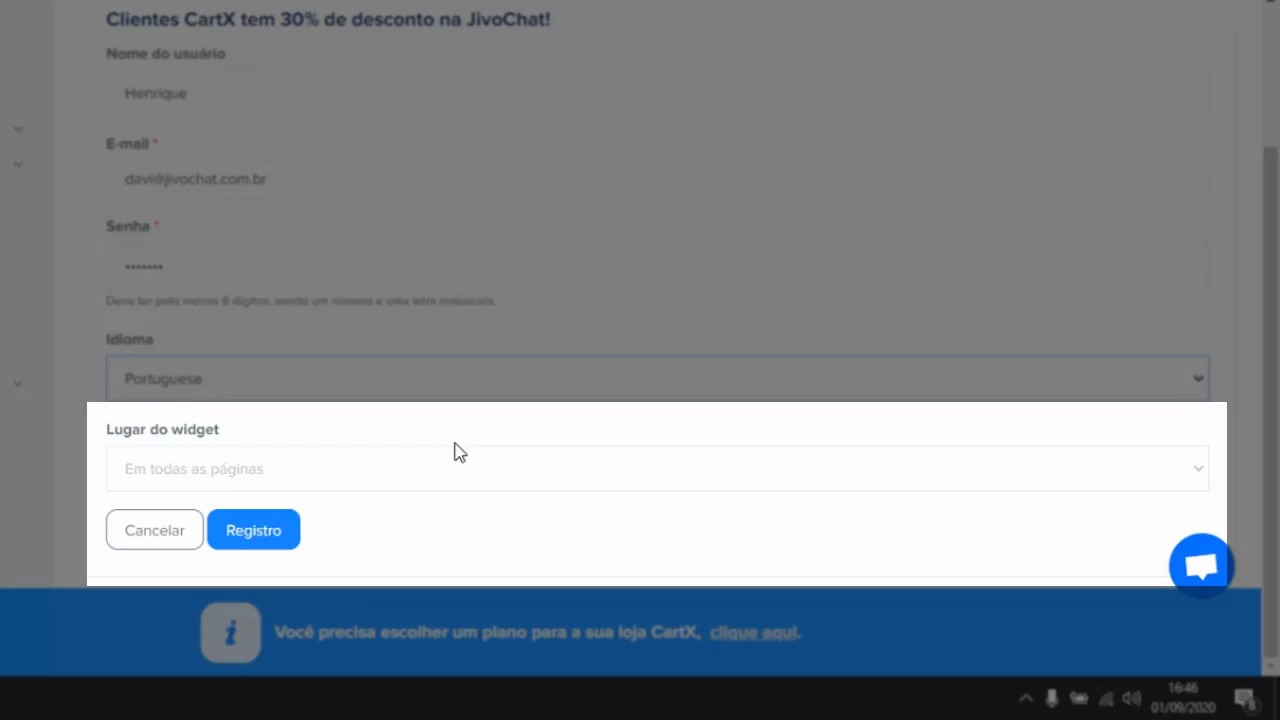 Clientes CartX tem 30% de desconto na JivoChat!
Nome do usuário
Henrique
E-mail *
davi@jivochat.com.br
Senha *
•••••••
Deve ter pelo menos 6 dígitos, sendo um número e uma letra maiúscula.
Idioma
Portuguese
Lugar do widget
Em todas as páginas
Cancelar
Registro
i
Você precisa escolher um plano para a sua loja CartX, clique aqui.
16:46
01/09/2020